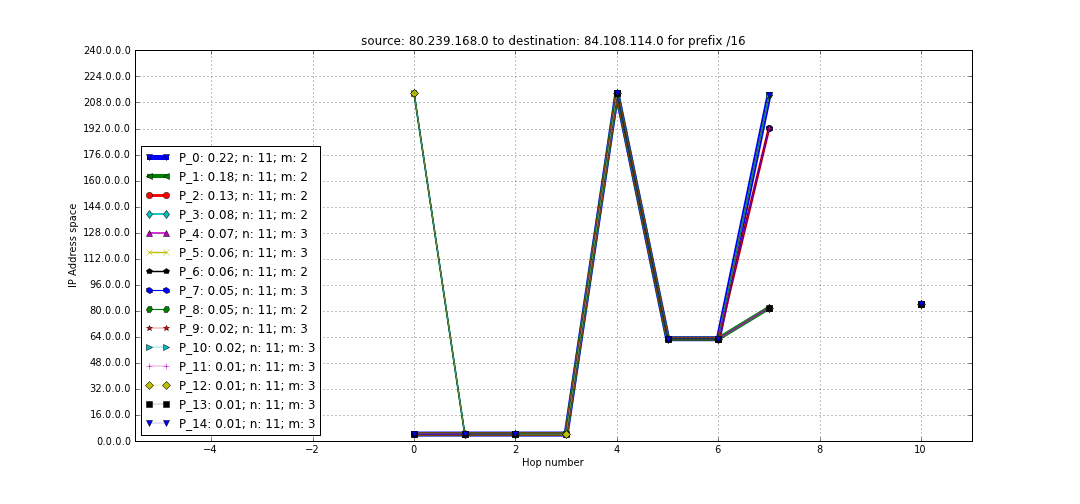 source: 80.239.168.0 to destination: 84.108.114.0 for prefix /16
240.0.0.0
224.0.0.0
208.0.0.0
192.0.0.0
176.0.0.0
160.0.0.0
144.0.0.0
128.0.0.0
112.0.0.0
96.0.0.0
80.0.0.0
64.0.0.0
48.0.0.0
32.0.0.0
16.0.0.0
0.0.0.0
IP Address space
P_0: 0.22; n: 11; m: 2
P_1: 0.18; n: 11; m: 2
P_2: 0.13; n: 11; m: 2
P_3: 0.08; n: 11; m: 2
P_4: 0.07; n: 11; m: 3
P_5: 0.06; n: 11; m: 3
P_6: 0.06; n: 11; m: 2
P_7: 0.05; n: 11; m: 3
P_8: 0.05; n: 11; m: 2
P_9: 0.02; n: 11; m: 3
P_10: 0.02; n: 11; m: 3
P_11: 0.01; n: 11; m: 3
P_12: 0.01; n: 11; m: 3
P_13: 0.01; n: 11; m: 3
P_14: 0.01; n: 11; m: 3
−4 −2 0 2 4 6 8 10
Hop number